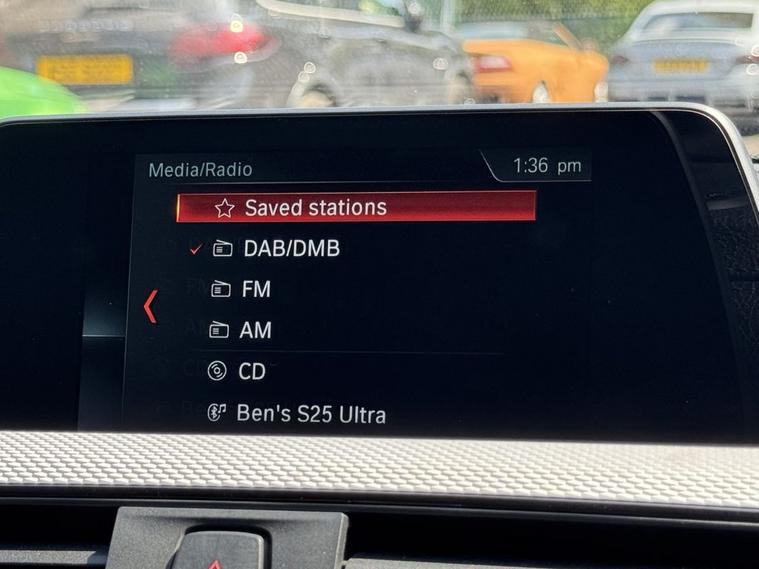 Media/Radio
1:36 pm
Saved stations
DAB/DMB
FM
AM
CD
Ben's S25 Ultra